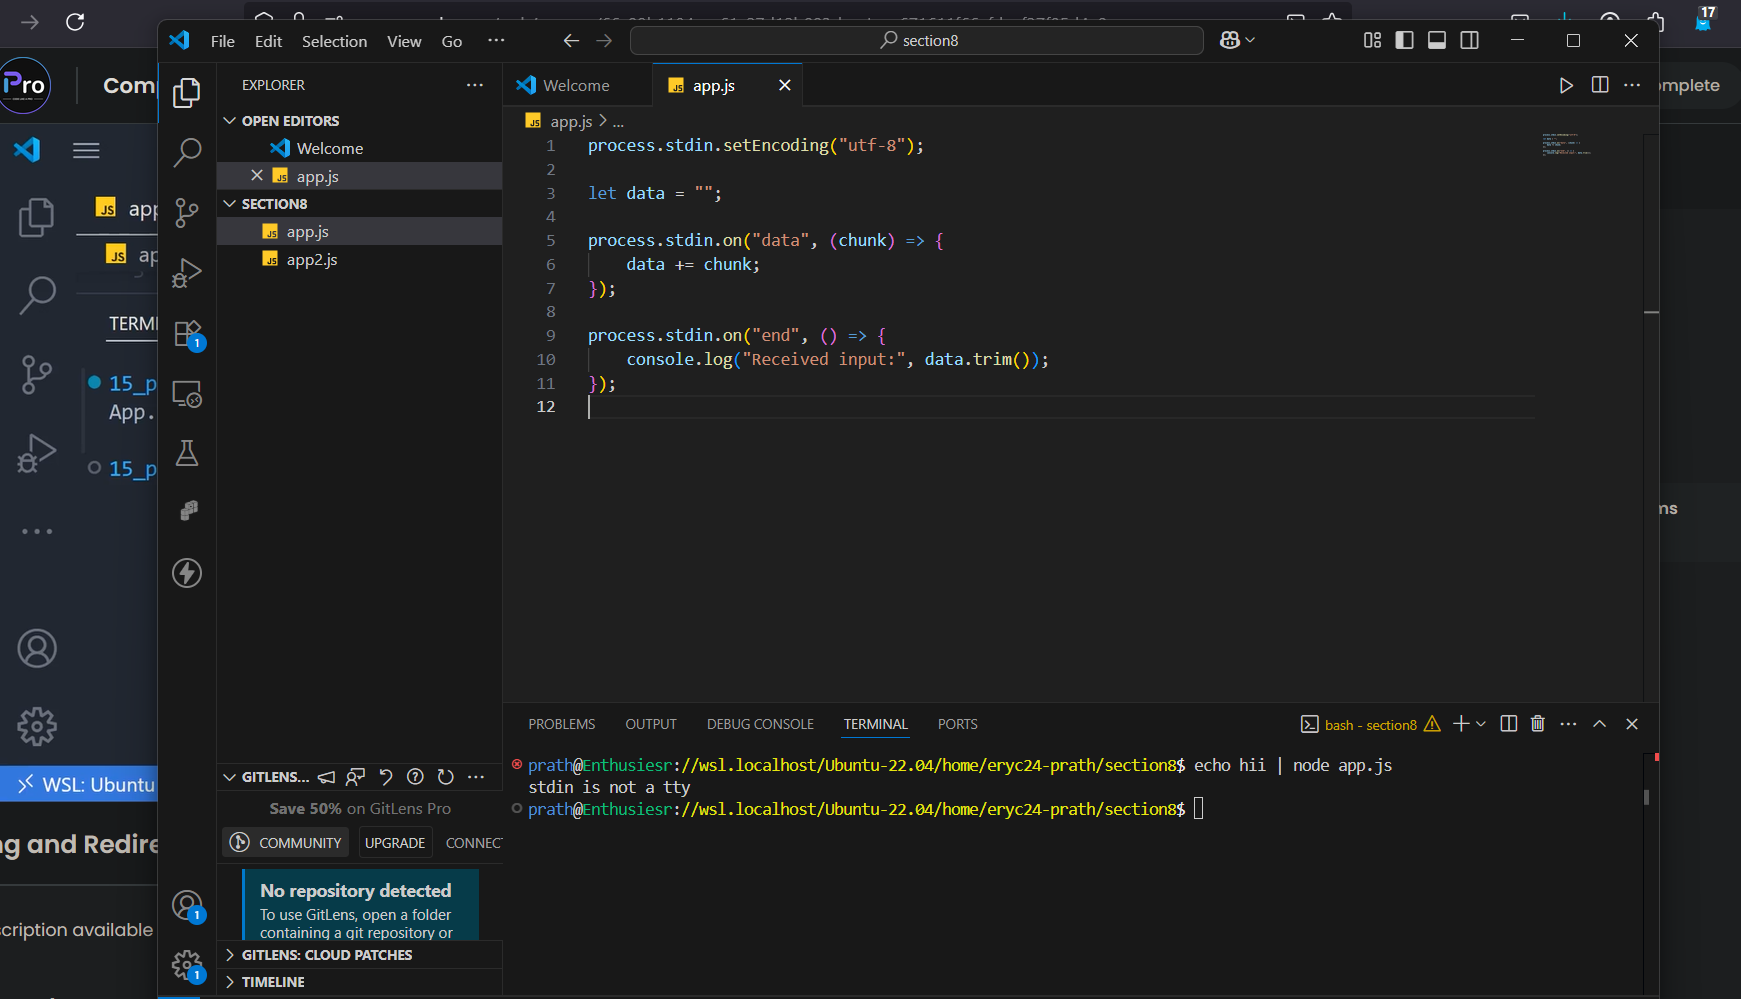 17
File Edit Selection View Go ···
section8
Pro
Com
mplete
EXPLORER
OPEN EDITORS
Welcome
app.js
SECTION8
app.js
app2.js
Welcome
app.js
app.js > ...
1 process.stdin.setEncoding("utf-8");
2
3 let data = "";
4
5 process.stdin.on("data", (chunk) => {
6 data += chunk;
7 });
8
9 process.stdin.on("end", () => {
10 console.log("Received input:", data.trim());
11 });
12
app
ap
TERMI
15_p
App.
15_p
1
ms
WSL: Ubuntu
ng and Redire
cription available
GITLENS...
Save 50% on GitLens Pro
COMMUNITY
UPGRADE
CONNEC
No repository detected
To use GitLens, open a folder
containing a git repository or
GITLENS: CLOUD PATCHES
TIMELINE
1
1
PROBLEMS OUTPUT DEBUG CONSOLE TERMINAL PORTS
bash - section8
prath@Enthusiesr://wsl.localhost/Ubuntu-22.04/home/eryc24-prath/section8$ echo hii | node app.js
stdin is not a tty
prath@Enthusiesr://wsl.localhost/Ubuntu-22.04/home/eryc24-prath/section8$